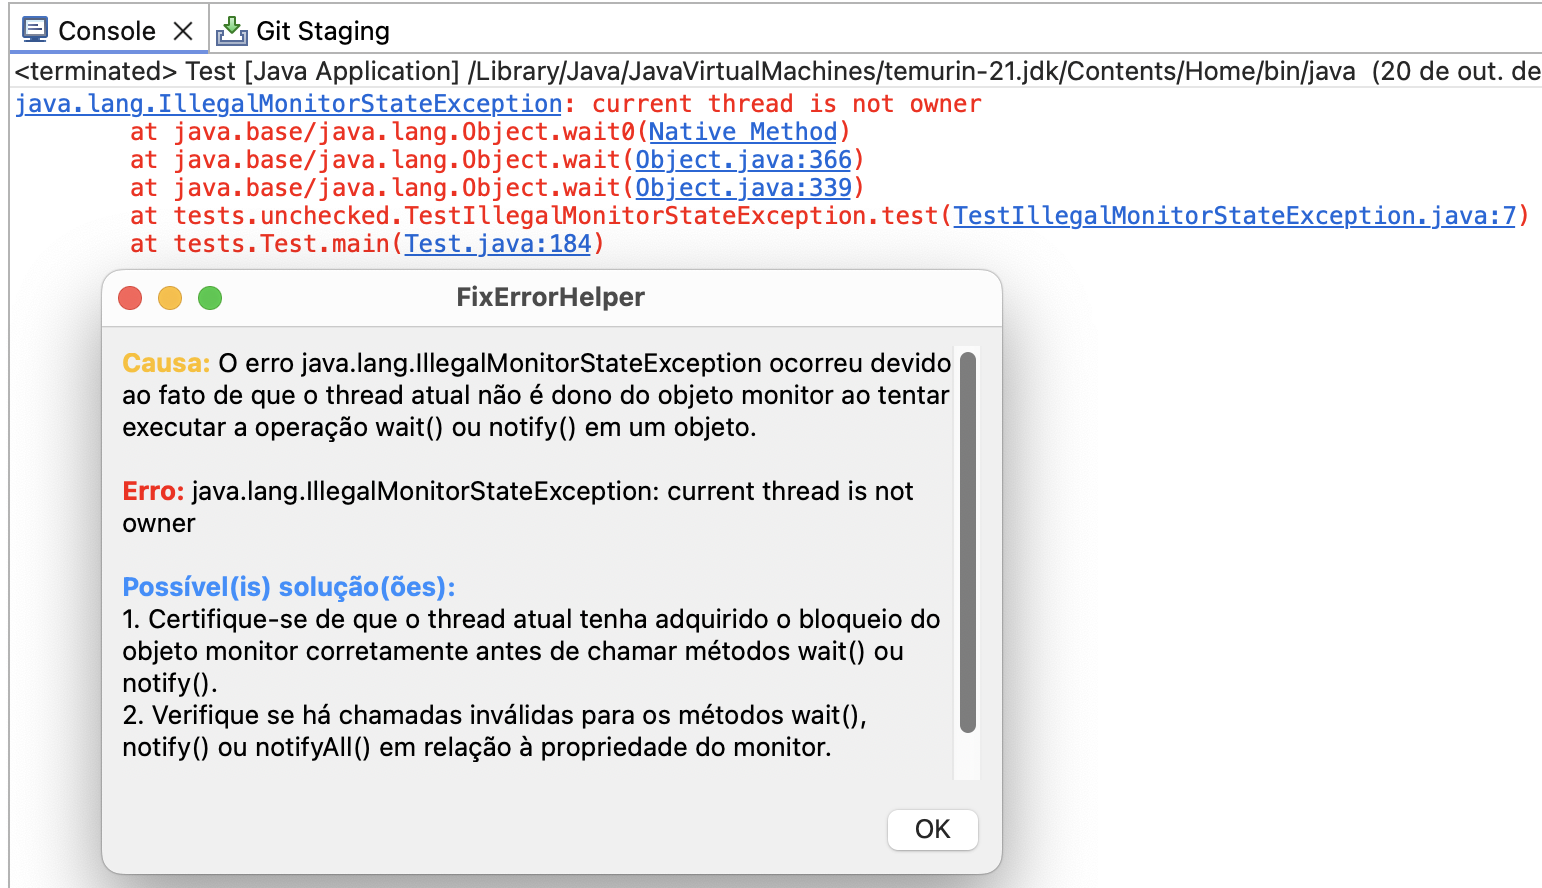 Console Git Staging
<terminated> Test [Java Application] /Library/Java/JavaVirtualMachines/temurin-21.jdk/Contents/Home/bin/java (20 de out. de
java.lang.IllegalMonitorStateException: current thread is not owner
at java.base/java.lang.Object.wait0(Native Method)
at java.base/java.lang.Object.wait(Object.java:366)
at java.base/java.lang.Object.wait(Object.java:339)
at tests.unchecked.TestIllegalMonitorStateException.test(TestIllegalMonitorStateException.java:7)
at tests.Test.main(Test.java:184)
FixErrorHelper
Causa: O erro java.lang.IllegalMonitorStateException ocorreu devido
ao fato de que o thread atual não é dono do objeto monitor ao tentar
executar a operação wait() ou notify() em um objeto.
Erro: java.lang.IllegalMonitorStateException: current thread is not
owner
Possível(is) solução(ões):
1. Certifique-se de que o thread atual tenha adquirido o bloqueio do
objeto monitor corretamente antes de chamar métodos wait() ou
notify().
2. Verifique se há chamadas inválidas para os métodos wait(),
notify() ou notifyAll() em relação à propriedade do monitor.
OK